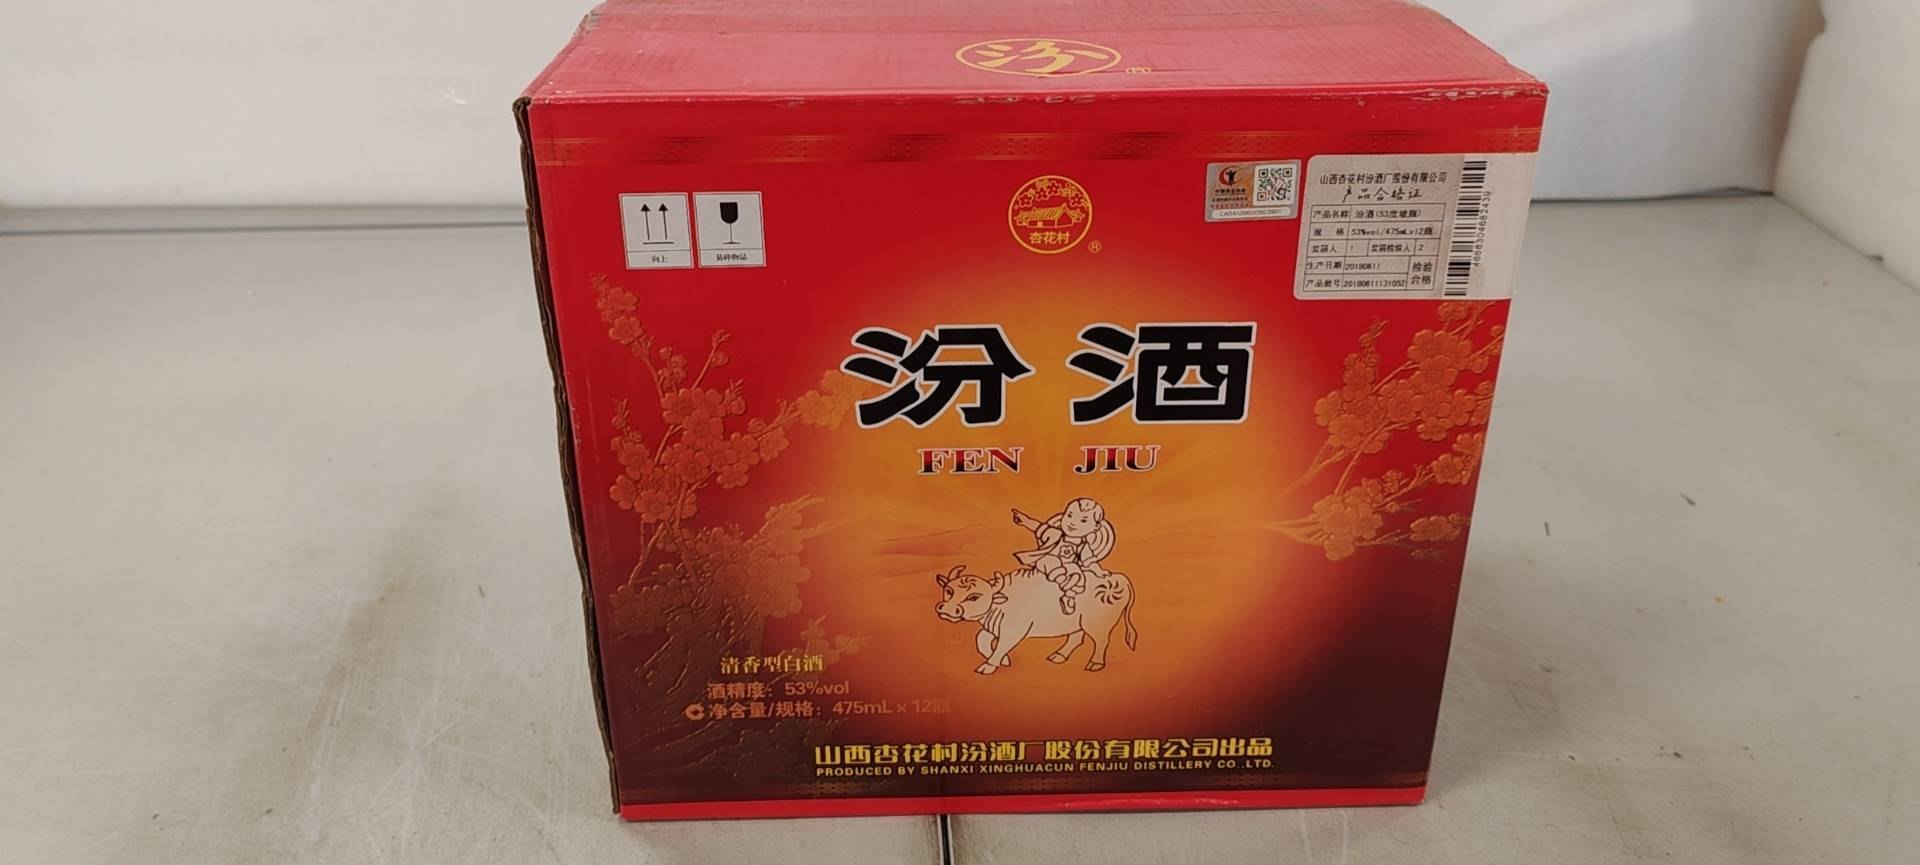 汾
®
向上
易碎物品
杏花村
®
CADA139600503901
山西杏花村汾酒厂股份有限公司
产品合格证
产品名称 汾酒(53度玻瓶)
规 格 53%vol/475mL×12瓶
装箱人 1 装箱检验人 2
生产日期 20180611 检验
产品批号 20180611131052 合格
汾酒
FEN JIU
清香型白酒
酒精度：53%vol
C 净含量/规格：475mL×12瓶
山西杏花村汾酒厂股份有限公司出品
PRODUCED BY SHANXI XINGHUACUN FENJIU DISTILLERY CO.,LTD.